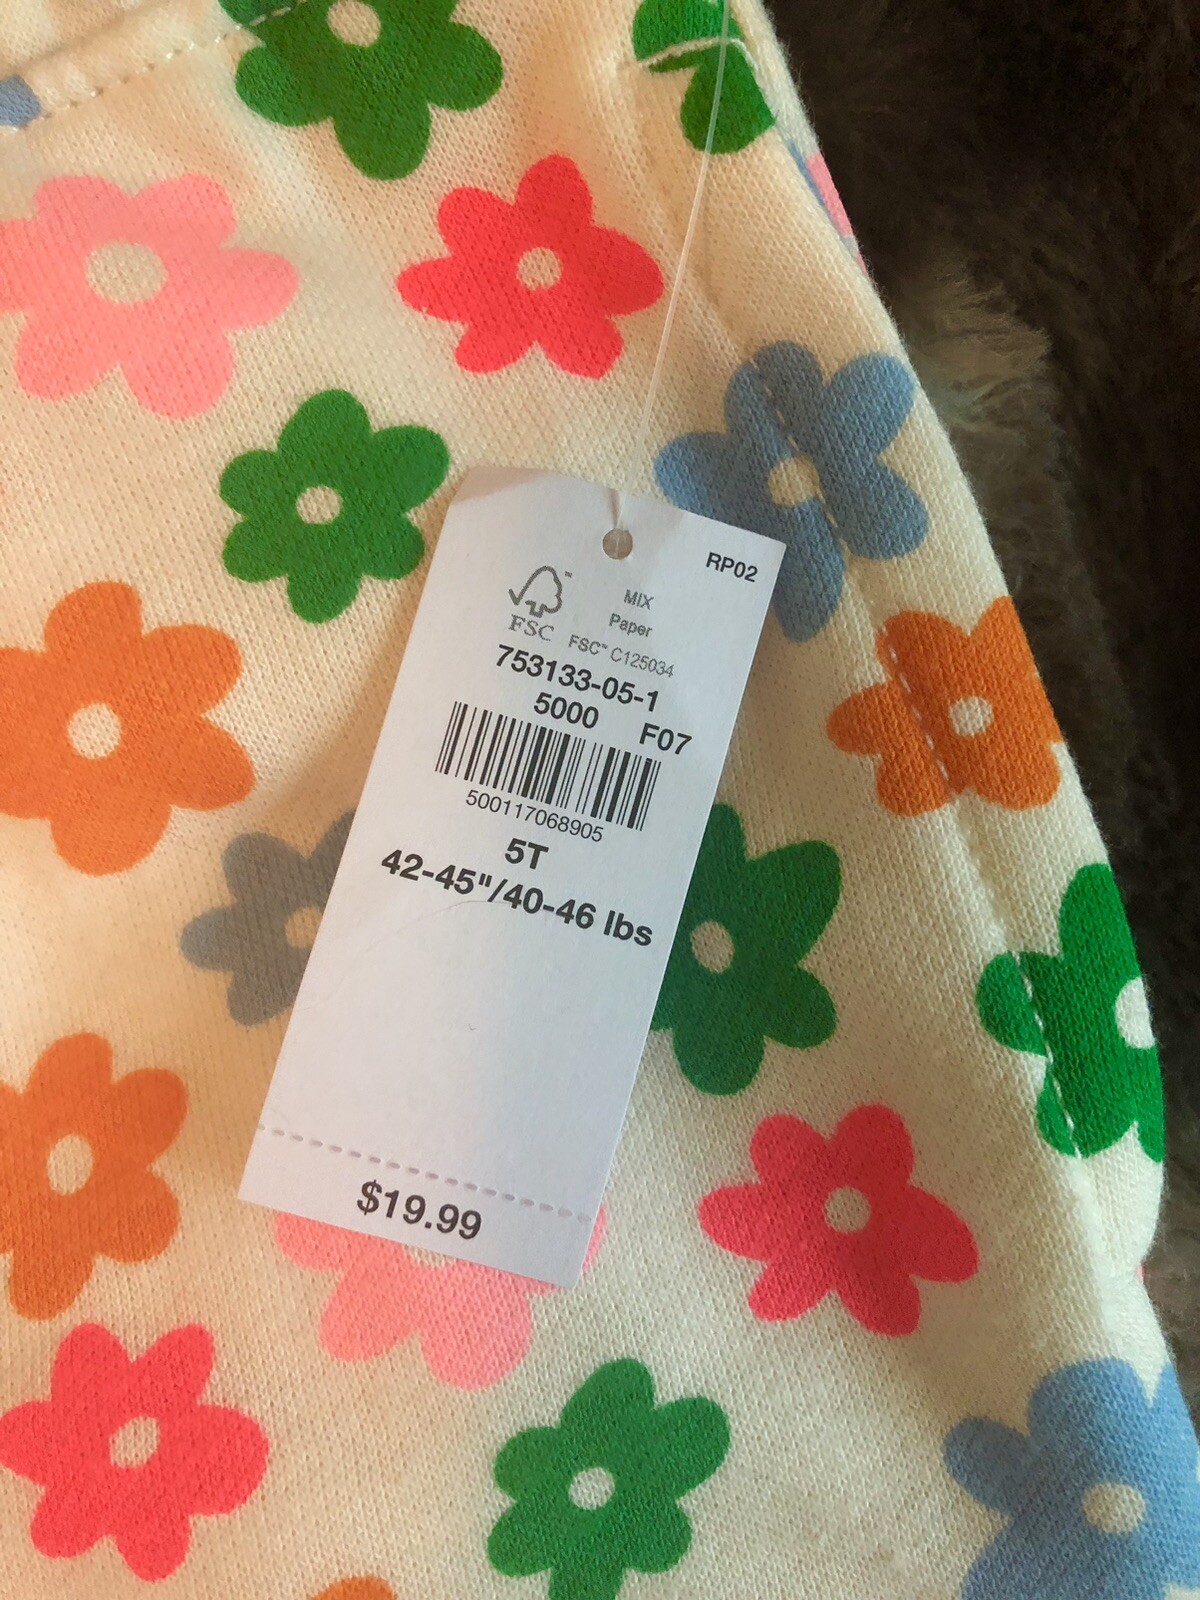 RP02
MIX
Paper
FSC
FSC™ C125034
753133-05-1
5000 F07
500117068905
5T
42-45"/40-46 lbs
$19.99